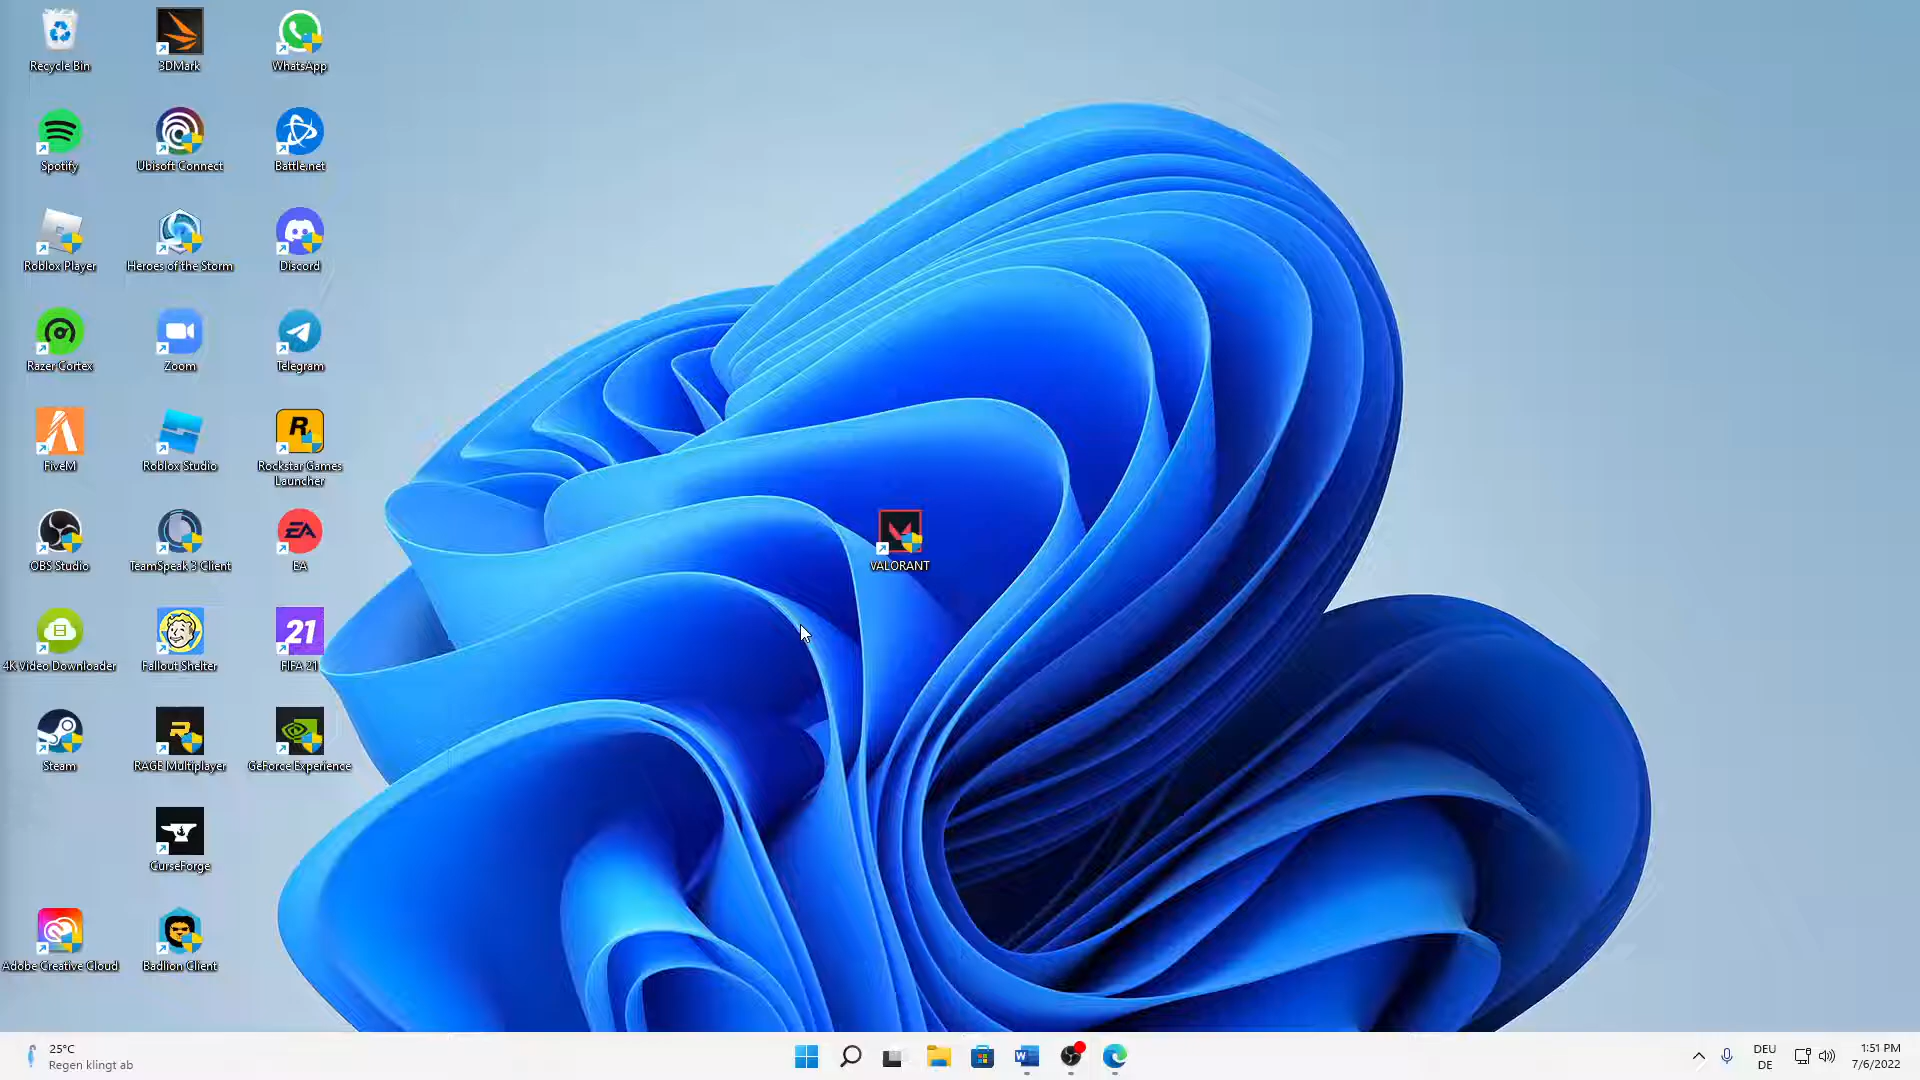 Recycle Bin
3DMark
WhatsApp
Spotify
Ubisoft Connect
Battle.net
Roblox Player
Heroes of the Storm
Discord
Razer Cortex
Zoom
Telegram
FiveM
Roblox Studio
R
Rockstar Games
Launcher
OBS Studio
TeamSpeak 3 Client
EA
EA
VALORANT
4K Video Downloader
Fallout Shelter
21
FIFA 21
Steam
RAGE Multiplayer
GeForce Experience
CurseForge
Adobe Creative Cloud
Badlion Client
25°C
Regen klingt ab
W
DEU
DE
1:51 PM
7/6/2022